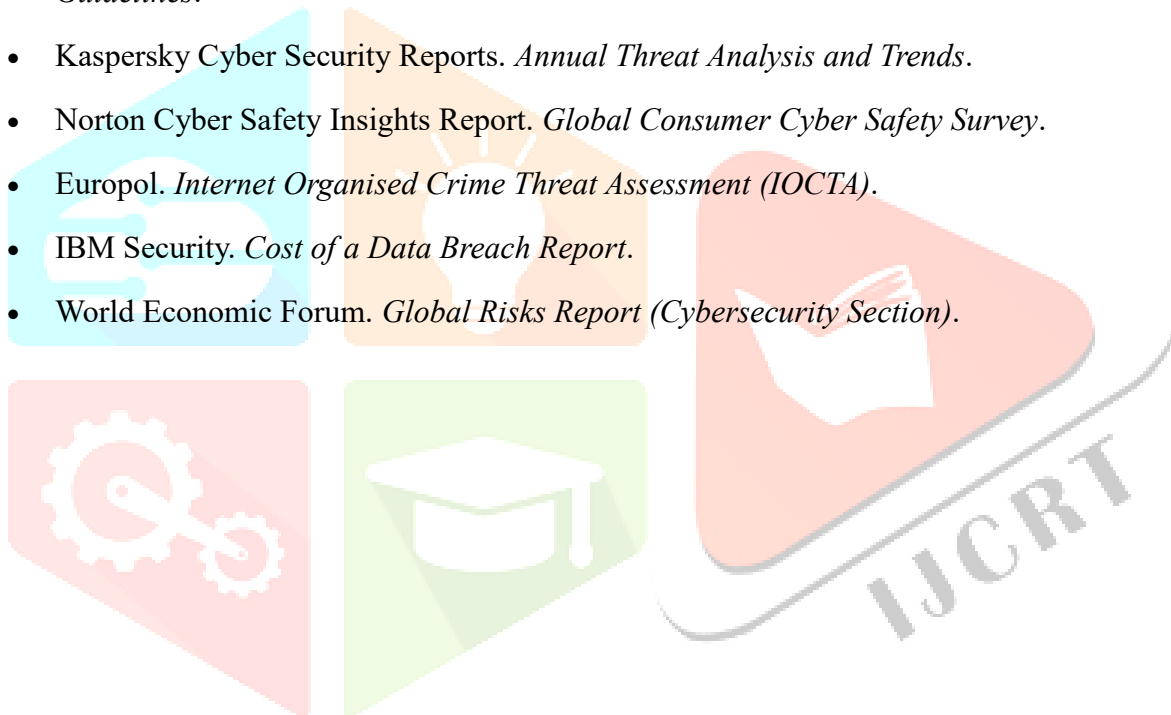 Guidelines.
• Kaspersky Cyber Security Reports. Annual Threat Analysis and Trends.
• Norton Cyber Safety Insights Report. Global Consumer Cyber Safety Survey.
• Europol. Internet Organised Crime Threat Assessment (IOCTA).
• IBM Security. Cost of a Data Breach Report.
• World Economic Forum. Global Risks Report (Cybersecurity Section).
IJCRT